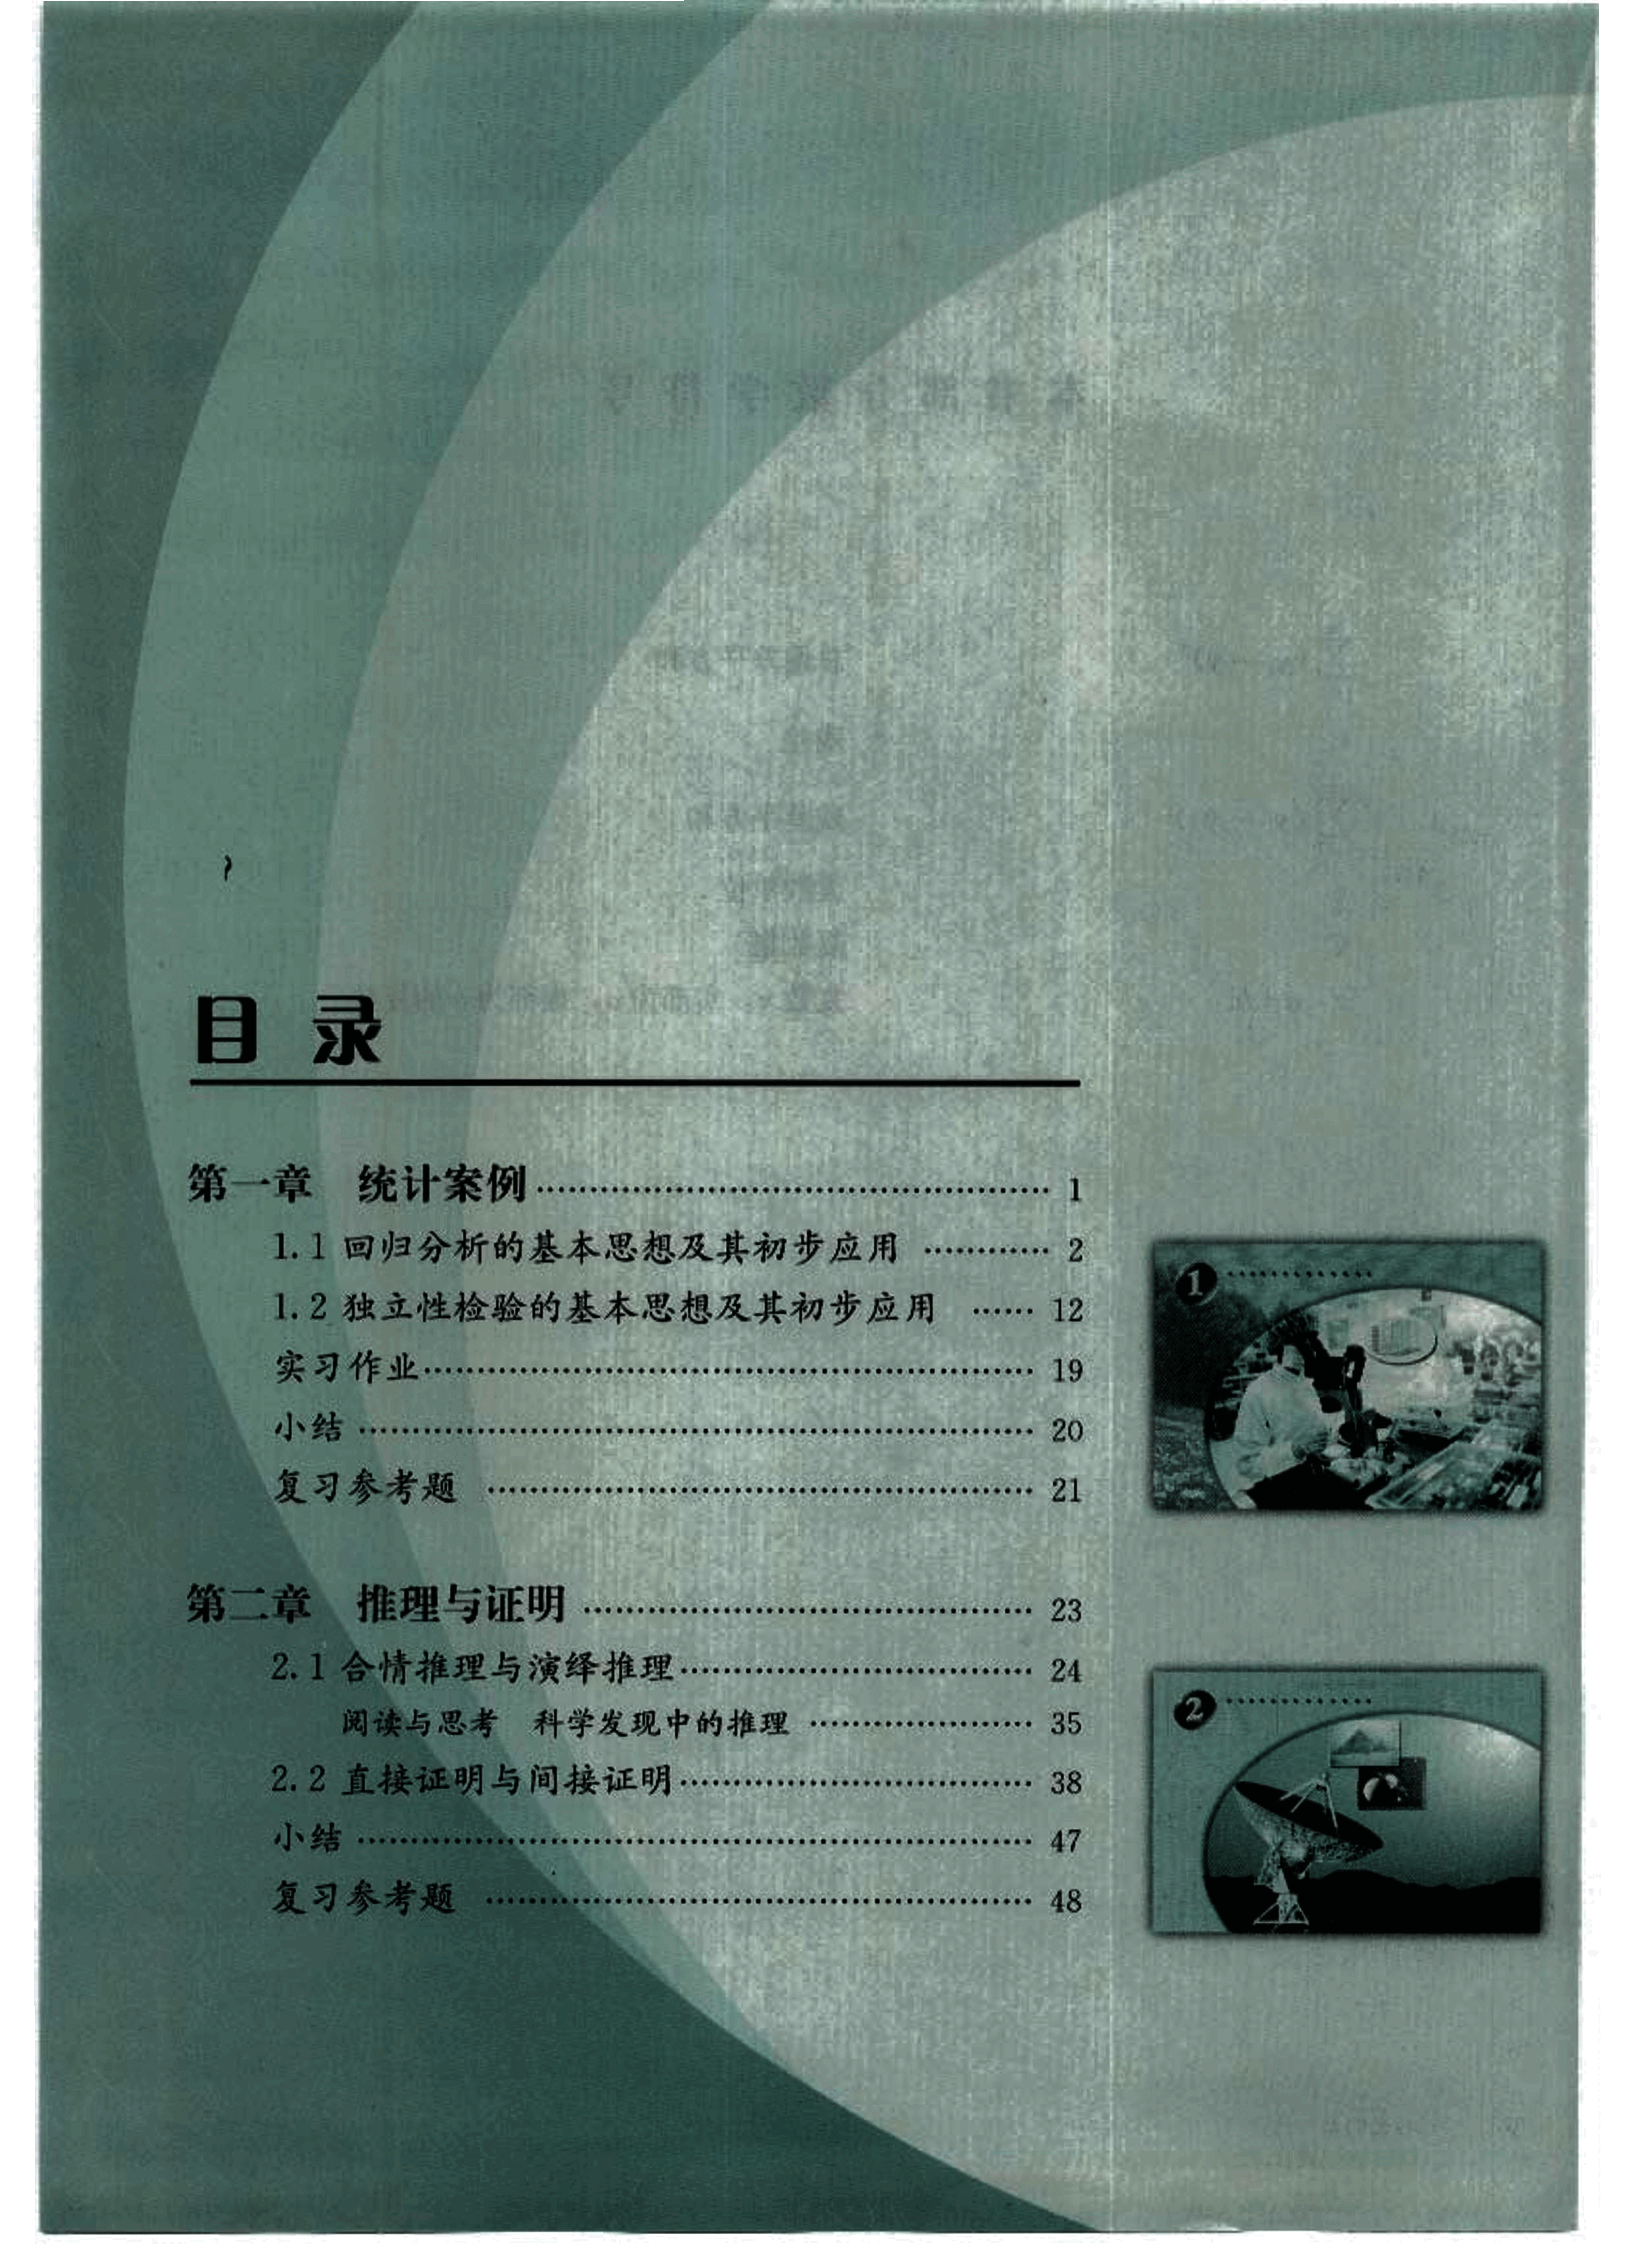 目录
第一章 统计案例 …………………………………………… 1
1.1 回归分析的基本思想及其初步应用 ………… 2
1.2 独立性检验的基本思想及其初步应用 …… 12
实习作业 …………………………………………… 19
小结 …………………………………………… 20
复习参考题 …………………………………………… 21
第二章 推理与证明 …………………………………… 23
2.1 合情推理与演绎推理 …………………………… 24
阅读与思考 科学发现中的推理 ………………… 35
2.2 直接证明与间接证明 …………………………… 38
小结 …………………………………………… 47
复习参考题 …………………………………………… 48
1 …………
2 …………